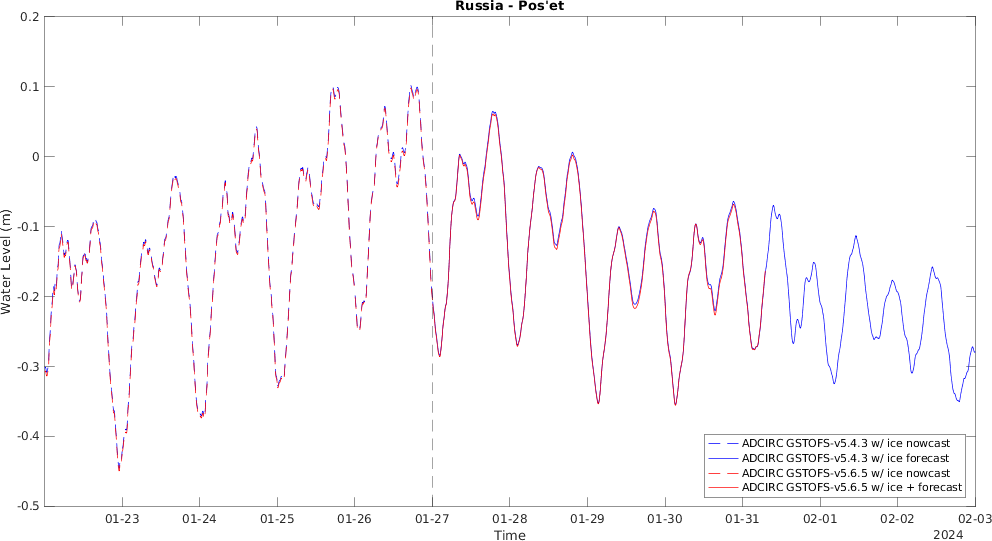 Russia - Pos'et
0.2
0.1
0
-0.1
-0.2
-0.3
-0.4
-0.5
Water Level (m)
01-23 01-24 01-25 01-26 01-27 01-28 01-29 01-30 01-31 02-01 02-02 02-03
Time
2024
ADCIRC GSTOFS-v5.4.3 w/ ice nowcast
ADCIRC GSTOFS-v5.4.3 w/ ice forecast
ADCIRC GSTOFS-v5.6.5 w/ ice nowcast
ADCIRC GSTOFS-v5.6.5 w/ ice + forecast